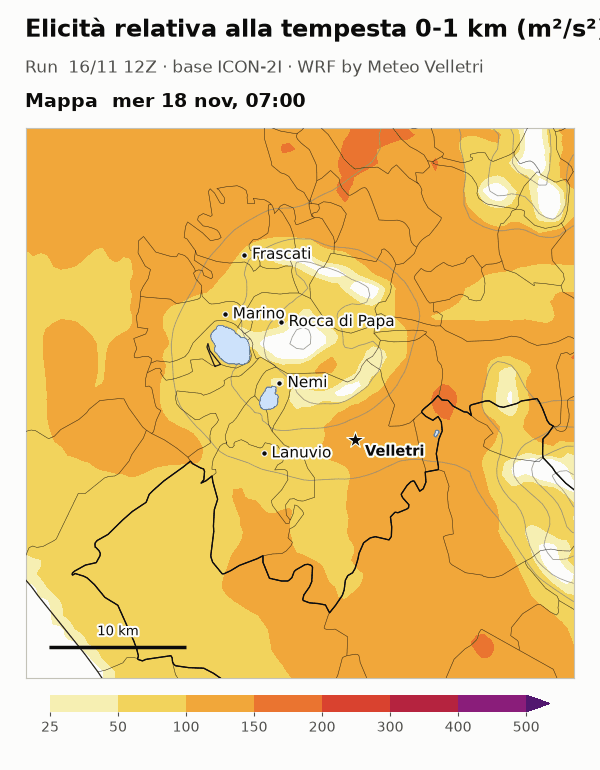 Elicità relativa alla tempesta 0-1 km (m²/s²)
Run  16/11 12Z · base ICON-2I · WRF by Meteo Velletri
Mappa  mer 18 nov, 07:00
Frascati
Marino
Rocca di Papa
Nemi
Velletri
Lanuvio
10 km
25 50 100 150 200 300 400 500